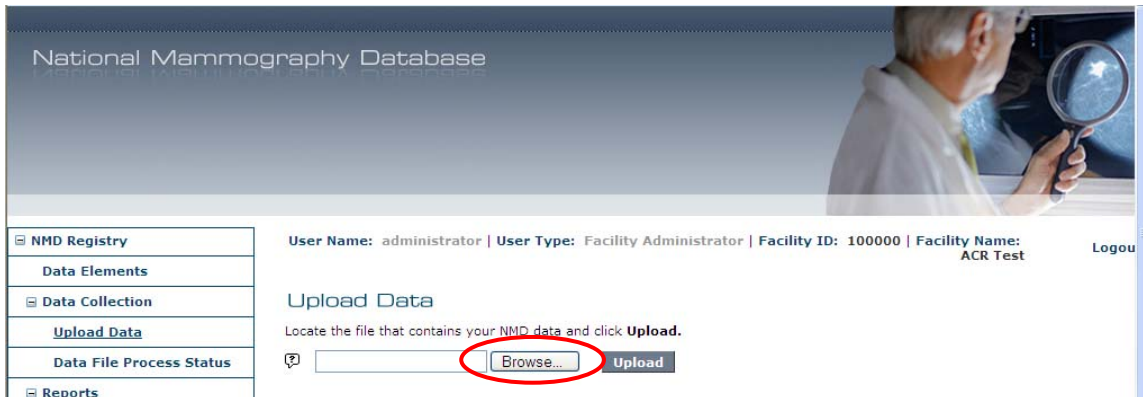 National Mammography Database
NMD Registry
User Name: administrator | User Type: Facility Administrator | Facility ID: 100000 | Facility Name:
ACR Test
Logou
Data Elements
Data Collection
Upload Data
Upload Data
Locate the file that contains your NMD data and click Upload.
Data File Process Status
Browse...
Upload
Reports